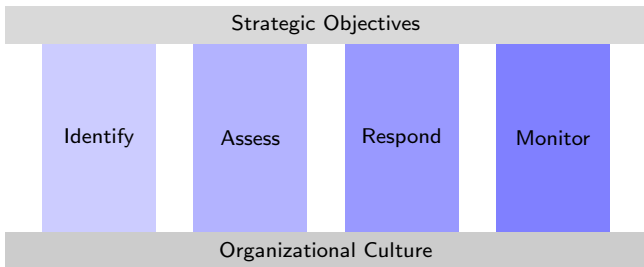 Strategic Objectives
Identify
Assess
Respond
Monitor
Organizational Culture